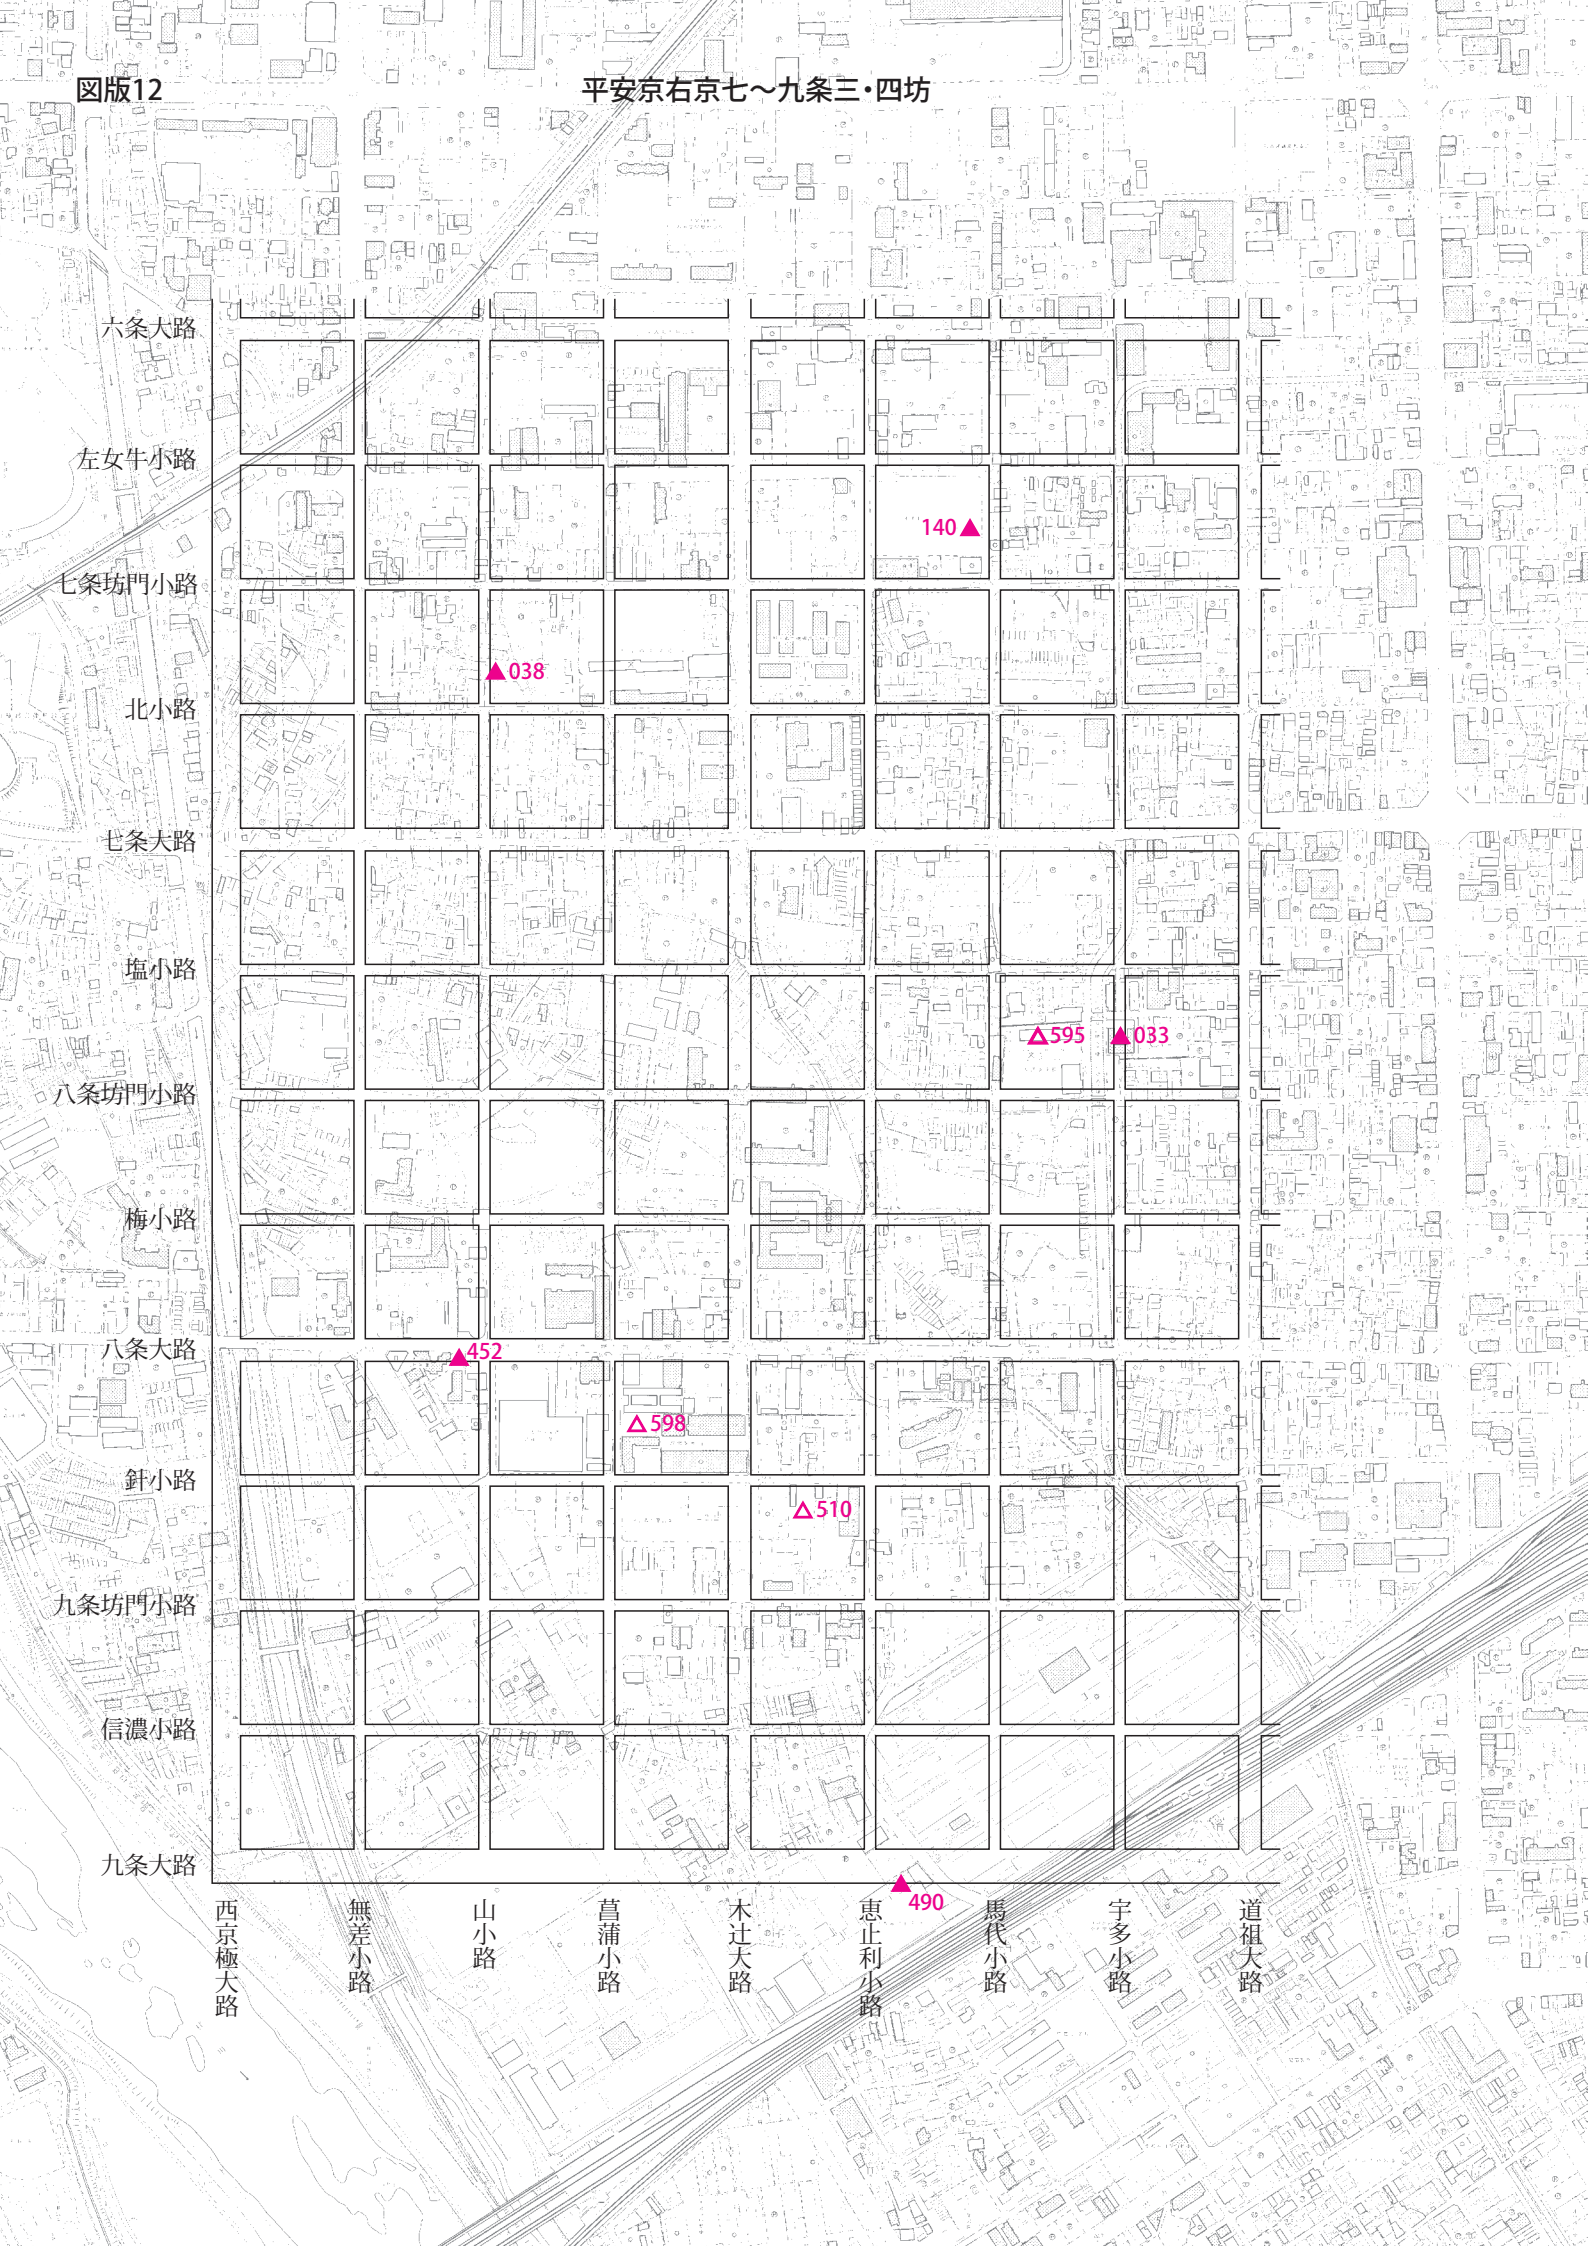 図版12
平安京右京七～九条三・四坊
六条大路
左女牛小路
140
七条坊門小路
038
北小路
七条大路
塩小路
595
033
八条坊門小路
梅小路
八条大路
452
598
針小路
510
九条坊門小路
信濃小路
九条大路
490
西京極大路
無差小路
山小路
菖蒲小路
木辻大路
恵止利小路
馬代小路
宇多小路
道祖大路